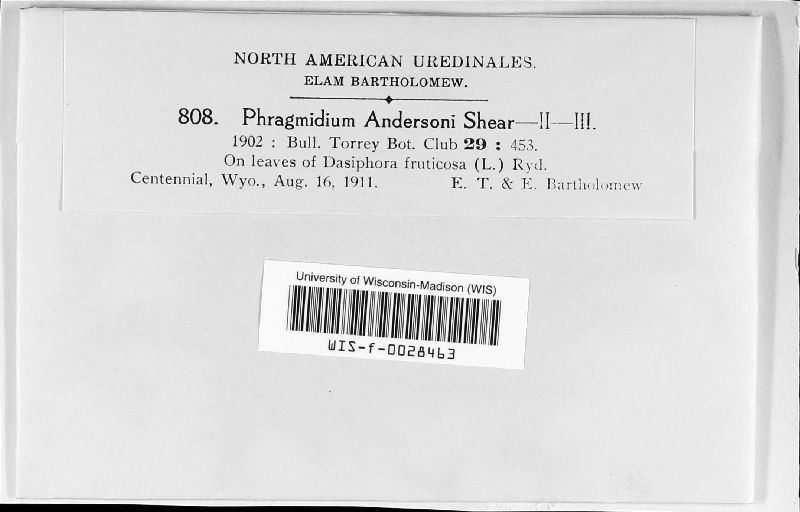 NORTH AMERICAN UREDINALES.
ELAM BARTHOLOMEW.
808. Phragmidium Andersoni Shear—II—III.
1902 : Bull. Torrey Bot. Club 29 : 453.
On leaves of Dasiphora fruticosa (L.) Ryd.
Centennial, Wyo., Aug. 16, 1911. E. T. & E. Bartholomew
University of Wisconsin-Madison (WIS)
WIS-f-0028463